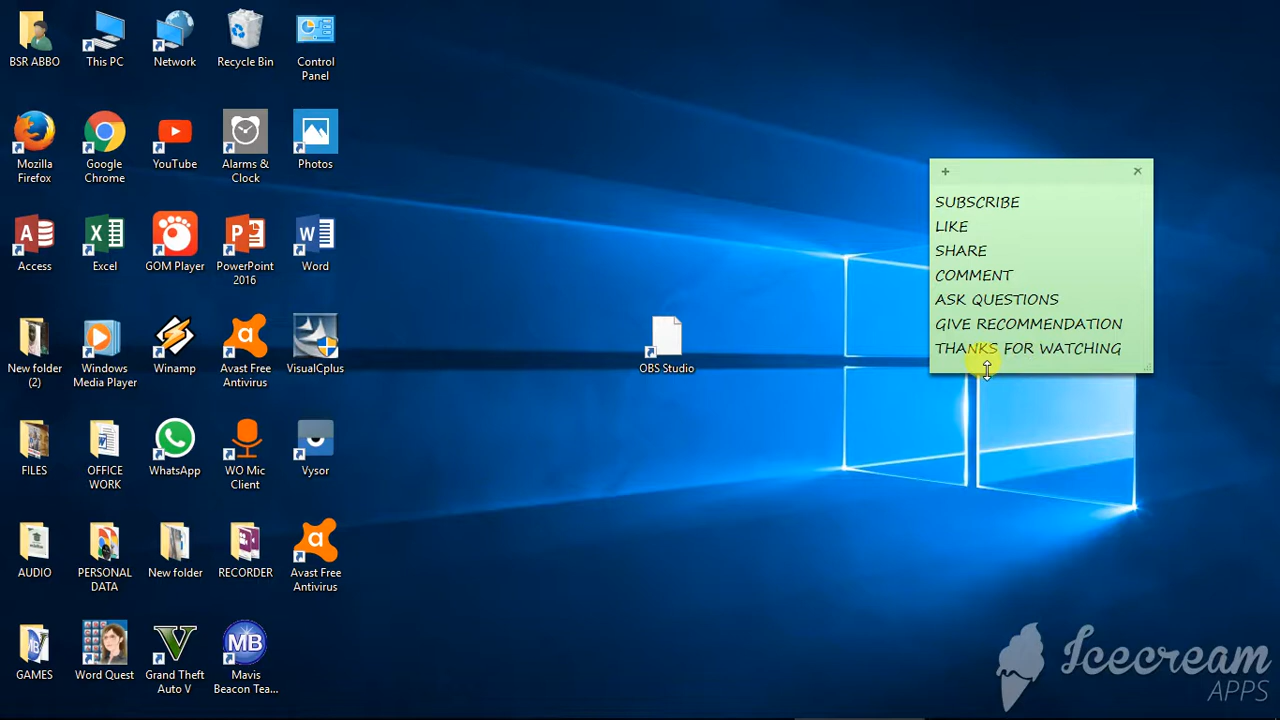 BSR ABBO
This PC
Network
Recycle Bin
Control
Panel
Mozilla
Firefox
Google
Chrome
YouTube
Alarms &
Clock
Photos
Access
Excel
GOM Player
PowerPoint
2016
Word
New folder
(2)
Windows
Media Player
Winamp
Avast Free
Antivirus
VisualCplus
FILES
OFFICE
WORK
WhatsApp
WO Mic
Client
Vysor
AUDIO
PERSONAL
DATA
New folder
RECORDER
Avast Free
Antivirus
GAMES
Word Quest
Grand Theft
Auto V
MB
Mavis
Beacon Tea...
OBS Studio
SUBSCRIBE
LIKE
SHARE
COMMENT
ASK QUESTIONS
GIVE RECOMMENDATION
THANKS FOR WATCHING
Icecream
APPS